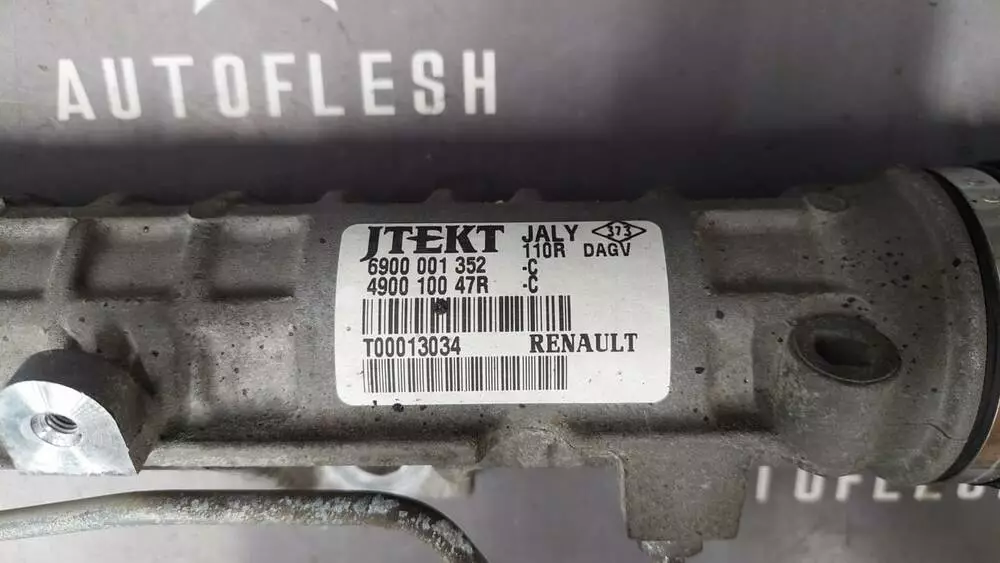 AUTOFLESH
JTEKT JALY 373
110R DAGV
6900 001 352 -C
4900 100 47R -C
T00013034 RENAULT
TOFLESH